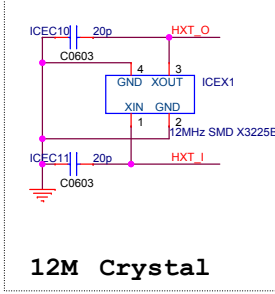 ICEC10 20p HXT_O
C0603
4 3
GND XOUT ICEX1
XIN GND
1 2
12MHz SMD X3225E
ICEC11 20p HXT_I
C0603
12M Crystal